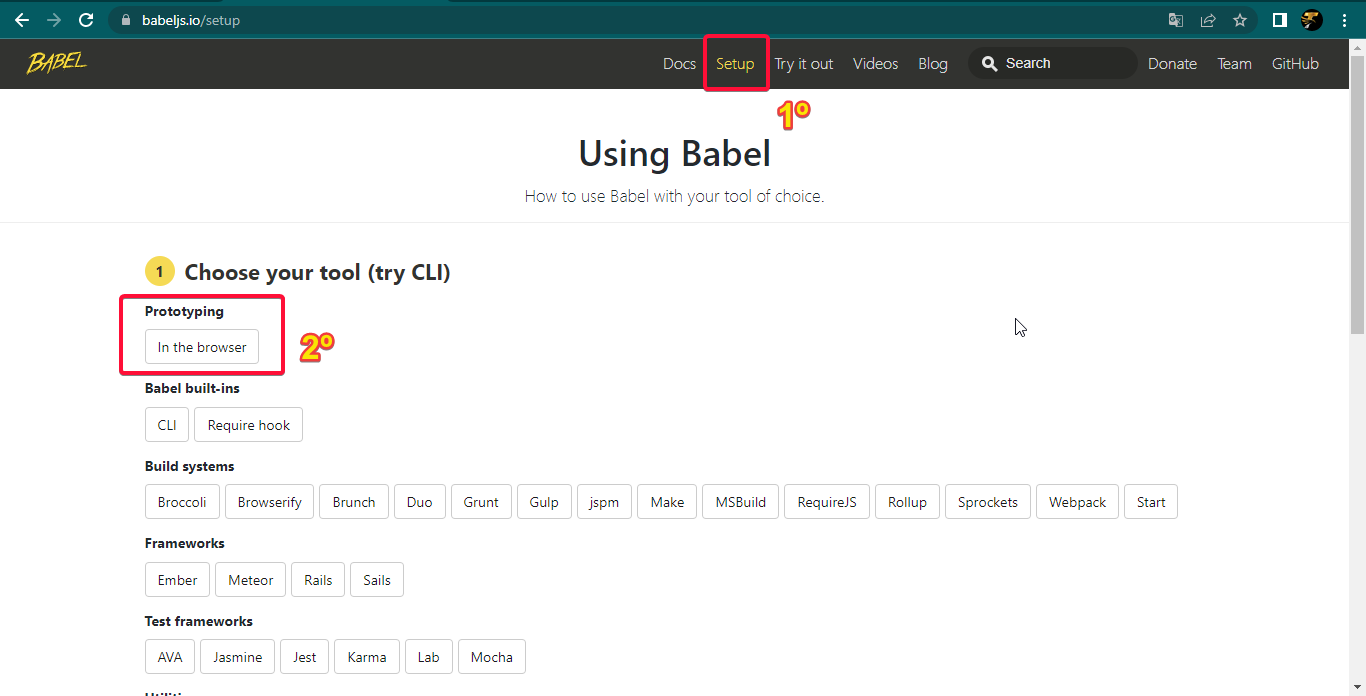 babeljs.io/setup
BABEL Docs Setup Try it out Videos Blog Search Donate Team GitHub
1º
Using Babel
How to use Babel with your tool of choice.
1 Choose your tool (try CLI)
Prototyping
In the browser
2º
Babel built-ins
CLI Require hook
Build systems
Broccoli Browserify Brunch Duo Grunt Gulp jspm Make MSBuild RequireJS Rollup Sprockets Webpack Start
Frameworks
Ember Meteor Rails Sails
Test frameworks
AVA Jasmine Jest Karma Lab Mocha